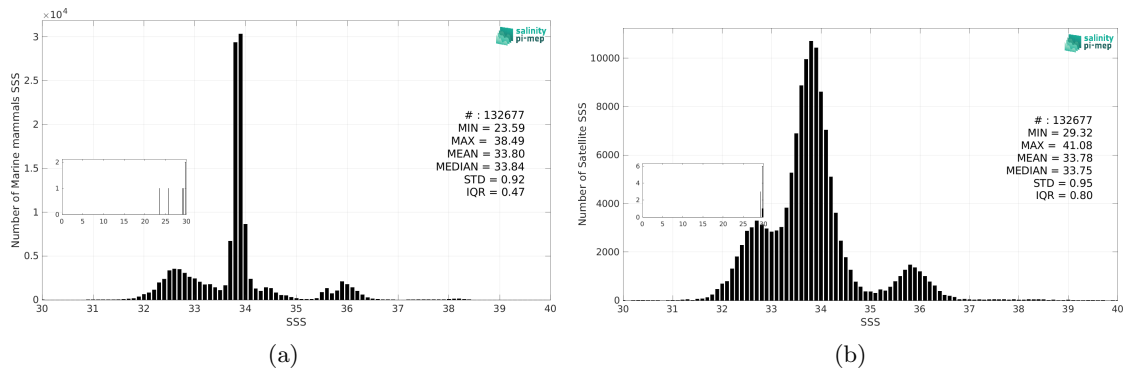 ×10⁴
3
2.5
2
1.5
1
0.5
0
30 31 32 33 34 35 36 37 38 39 40
SSS
Number of Marine mammals SSS
salinity
pi-mep
# : 132677
MIN = 23.59
MAX = 38.49
MEAN = 33.80
MEDIAN = 33.84
STD = 0.92
IQR = 0.47
2
1
0
0 5 10 15 20 25 30
(a)
10000
8000
6000
4000
2000
0
30 31 32 33 34 35 36 37 38 39 40
SSS
Number of Satellite SSS
salinity
pi-mep
# : 132677
MIN = 29.32
MAX = 41.08
MEAN = 33.78
MEDIAN = 33.75
STD = 0.95
IQR = 0.80
6
4
2
0
0 5 10 15 20 25 30
(b)